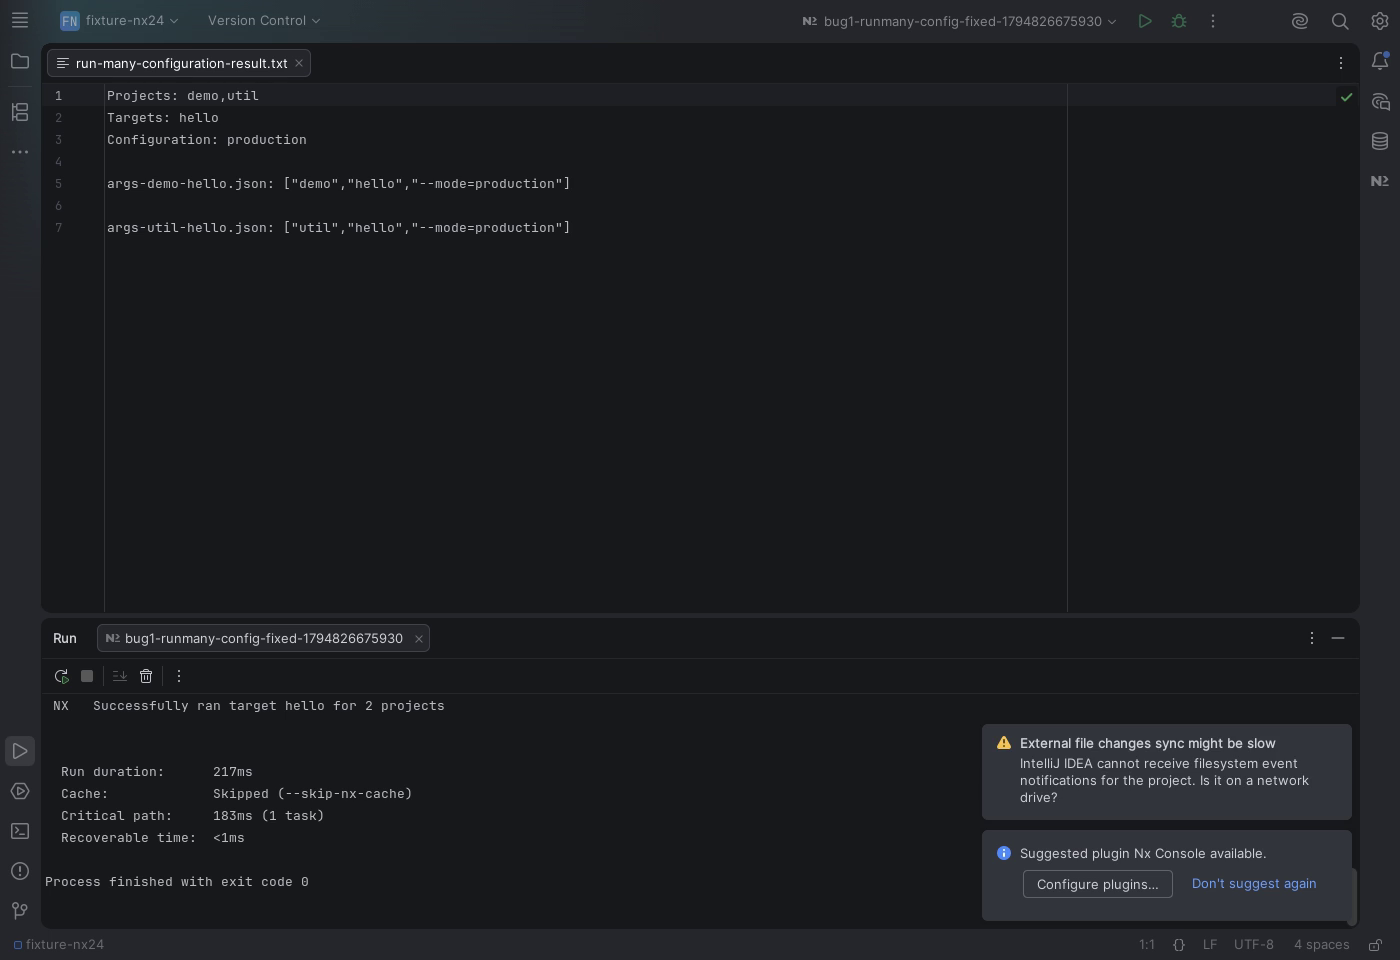 FN fixture-nx24 Version Control bug1-runmany-config-fixed-1794826675930
run-many-configuration-result.txt
1 Projects: demo,util
2 Targets: hello
3 Configuration: production
4
5 args-demo-hello.json: ["demo","hello","--mode=production"]
6
7 args-util-hello.json: ["util","hello","--mode=production"]
Run bug1-runmany-config-fixed-1794826675930
NX Successfully ran target hello for 2 projects
Run duration: 217ms
Cache: Skipped (--skip-nx-cache)
Critical path: 183ms (1 task)
Recoverable time: <1ms
Process finished with exit code 0
External file changes sync might be slow
IntelliJ IDEA cannot receive filesystem event
notifications for the project. Is it on a network
drive?
Suggested plugin Nx Console available.
Configure plugins... Don't suggest again
fixture-nx24 1:1 {} LF UTF-8 4 spaces